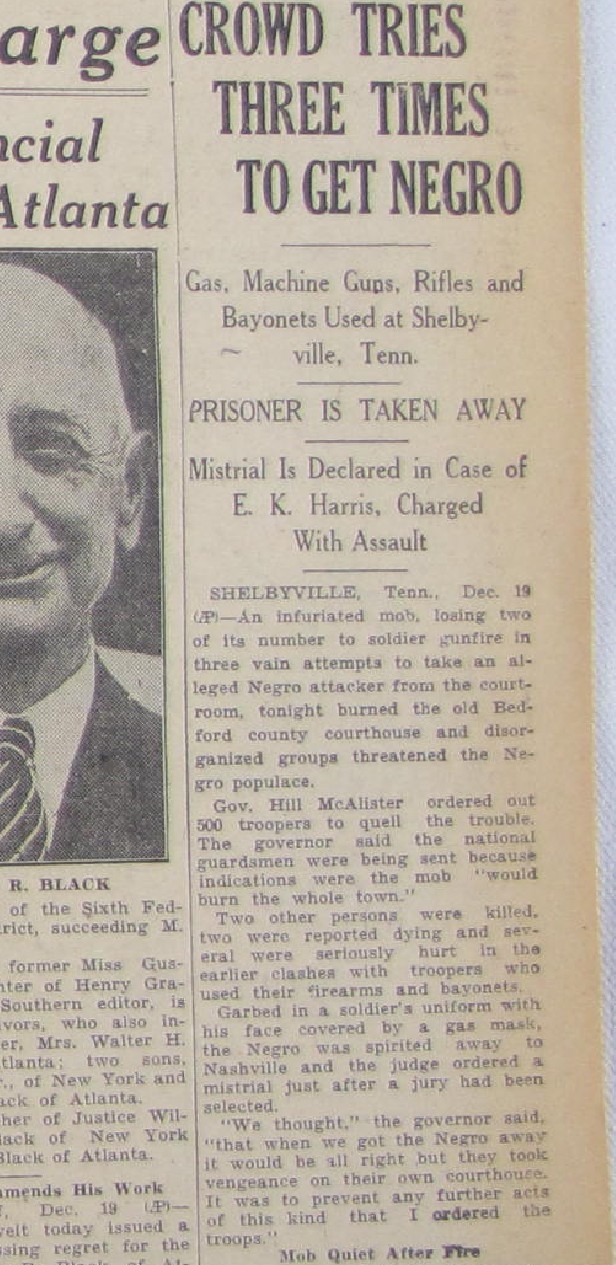 arge
ncial
Atlanta
R. BLACK
of the Sixth Fed-
trict, succeeding M.
former Miss Gus-
hter of Henry Gra-
Southern editor, is
ivors, who also in-
er, Mrs. Walter H.
tlanta; two sons,
r., of New York and
ack of Atlanta.
her of Justice Wil-
lack of New York
Black of Atlanta.
mends His Work
Dec. 19 (AP)—
velt today issued a
ssing regret for the
CROWD TRIES
THREE TIMES
TO GET NEGRO
Gas, Machine Guns, Rifles and
Bayonets Used at Shelby-
ville, Tenn.
PRISONER IS TAKEN AWAY
Mistrial Is Declared in Case of
E. K. Harris, Charged
With Assault
SHELBYVILLE, Tenn., Dec. 19
(AP)—An infuriated mob, losing two
of its number to soldier gunfire in
three vain attempts to take an al-
leged Negro attacker from the court-
room, tonight burned the old Bed-
ford county courthouse and disor-
ganized groups threatened the Ne-
gro populace.
Gov. Hill McAlister ordered out
500 troopers to quell the trouble.
The governor said the national
guardsmen were being sent because
indications were the mob "would
burn the whole town."
Two other persons were killed,
two were reported dying and sev-
eral were seriously hurt in the
earlier clashes with troopers who
used their firearms and bayonets.
Garbed in a soldier's uniform with
his face covered by a gas mask,
the Negro was spirited away to
Nashville and the judge ordered a
mistrial just after a jury had been
selected.
"We thought," the governor said,
"that when we got the Negro away
it would be all right but they took
vengeance on their own courthouse.
It was to prevent any further acts
of this kind that I ordered the
troops."
Mob Quiet After Fire